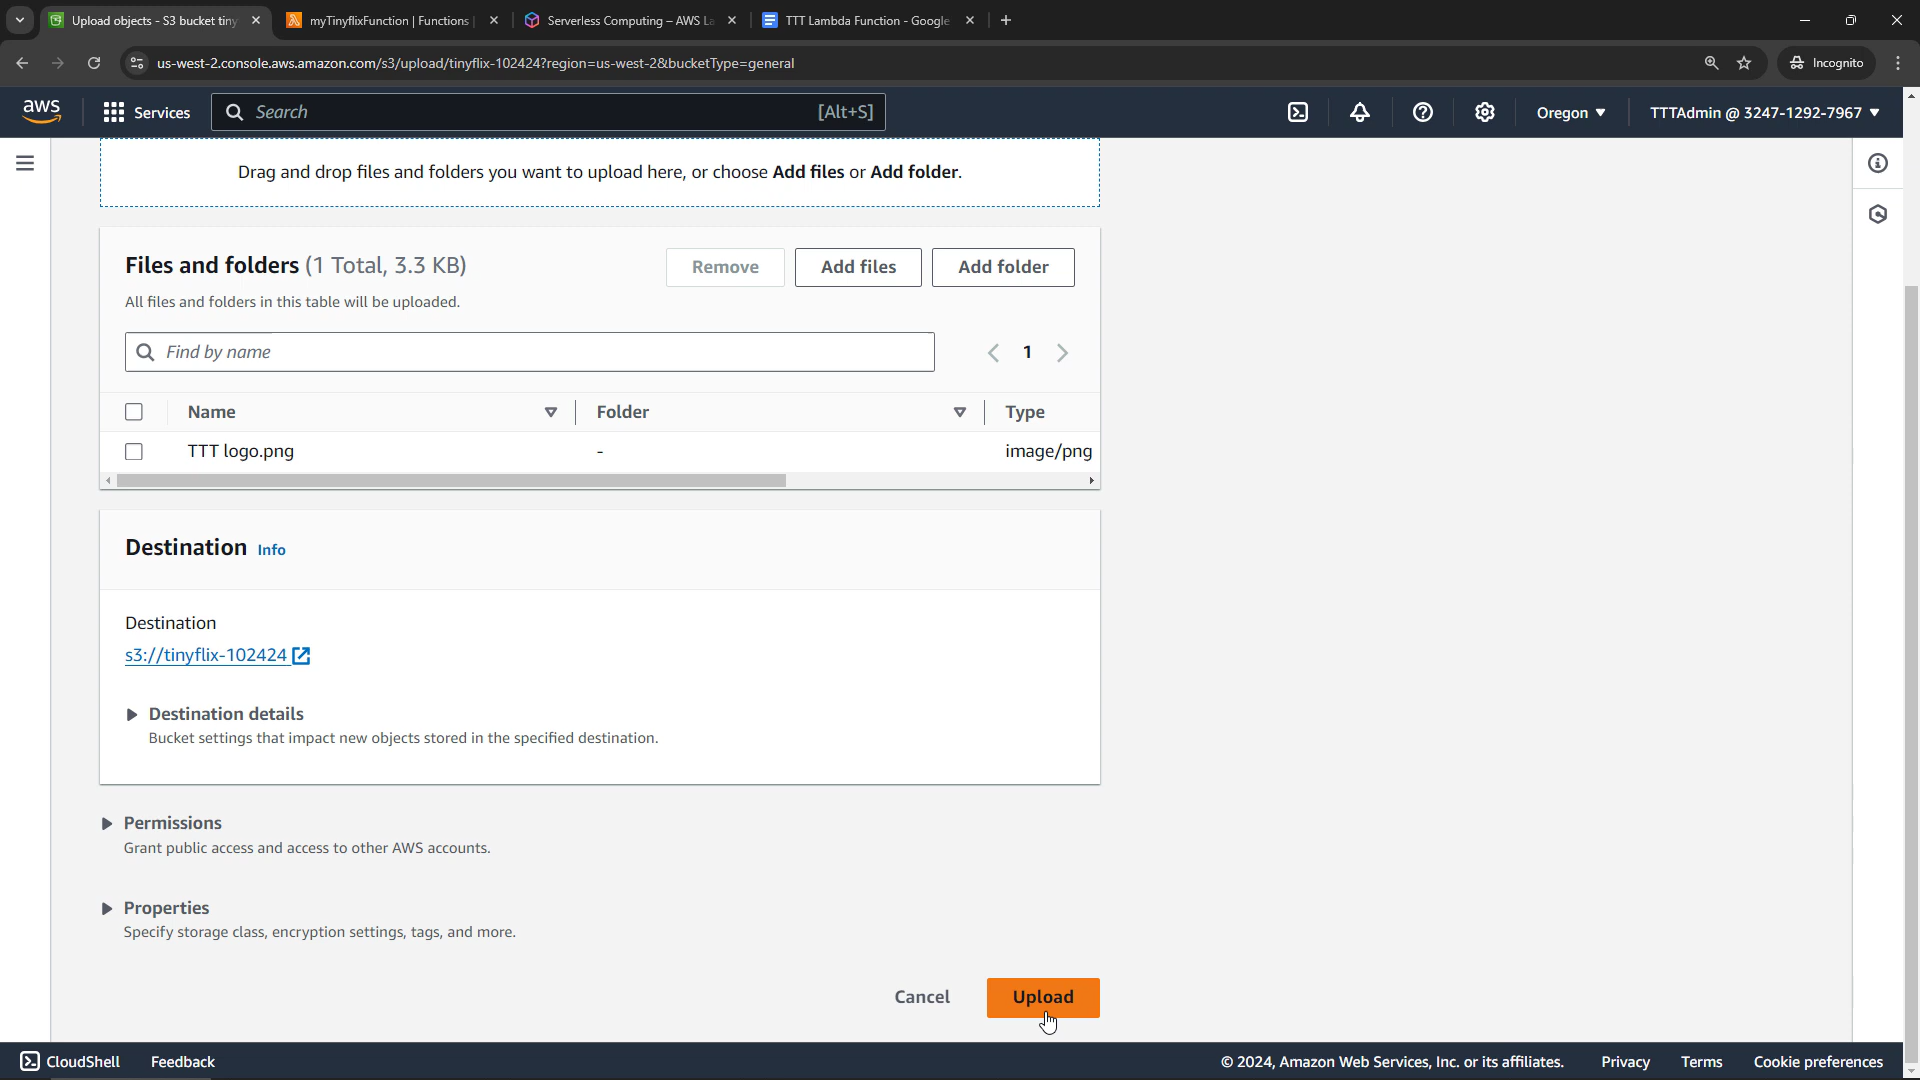 Upload objects - S3 bucket tiny
myTinyflixFunction | Functions
Serverless Computing – AWS La
TTT Lambda Function - Google
us-west-2.console.aws.amazon.com/s3/upload/tinyflix-102424?region=us-west-2&bucketType=general
Incognito
aws
Services
Search
[Alt+S]
Oregon
TTTAdmin @ 3247-1292-7967
Drag and drop files and folders you want to upload here, or choose Add files or Add folder.
Files and folders (1 Total, 3.3 KB)
Remove
Add files
Add folder
All files and folders in this table will be uploaded.
Find by name
1
Name
Folder
Type
TTT logo.png
-
image/png
Destination Info
Destination
s3://tinyflix-102424
Destination details
Bucket settings that impact new objects stored in the specified destination.
Permissions
Grant public access and access to other AWS accounts.
Properties
Specify storage class, encryption settings, tags, and more.
Cancel
Upload
CloudShell
Feedback
© 2024, Amazon Web Services, Inc. or its affiliates.
Privacy
Terms
Cookie preferences